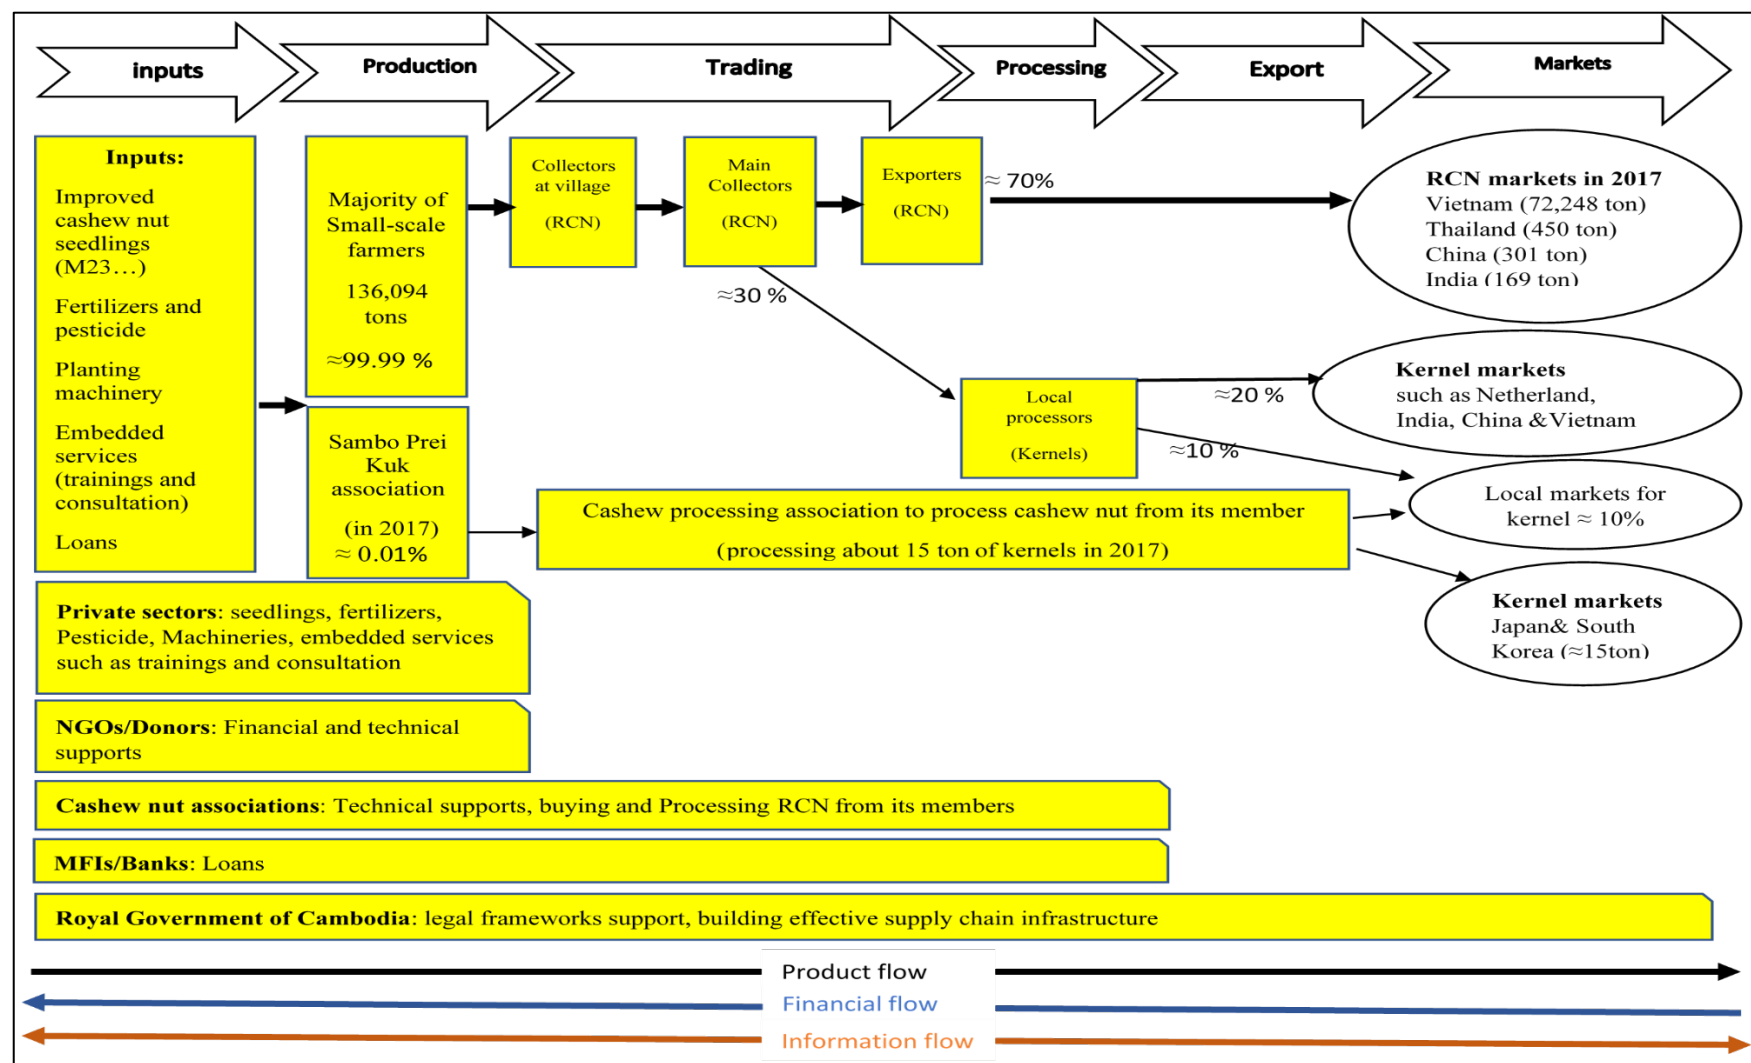 inputs
Production
Trading
Processing
Export
Markets
Inputs:
Improved
cashew nut
seedlings
(M23…)
Fertilizers and
pesticide
Planting
machinery
Embedded
services
(trainings and
consultation)
Loans
Majority of
Small-scale
farmers
136,094
tons
≈99.99 %
Sambo Prei
Kuk
association
(in 2017)
≈ 0.01%
Collectors
at village
(RCN)
Main
Collectors
(RCN)
Exporters
(RCN)
≈ 70%
≈30 %
RCN markets in 2017
Vietnam (72,248 ton)
Thailand (450 ton)
China (301 ton)
India (169 ton)
Local
processors
(Kernels)
≈20 %
≈10 %
Kernel markets
such as Netherland,
India, China &Vietnam
Cashew processing association to process cashew nut from its member
(processing about 15 ton of kernels in 2017)
Local markets for
kernel ≈ 10%
Kernel markets
Japan& South
Korea (≈15ton)
Private sectors: seedlings, fertilizers,
Pesticide, Machineries, embedded services
such as trainings and consultation
NGOs/Donors: Financial and technical
supports
Cashew nut associations: Technical supports, buying and Processing RCN from its members
MFIs/Banks: Loans
Royal Government of Cambodia: legal frameworks support, building effective supply chain infrastructure
Product flow
Financial flow
Information flow